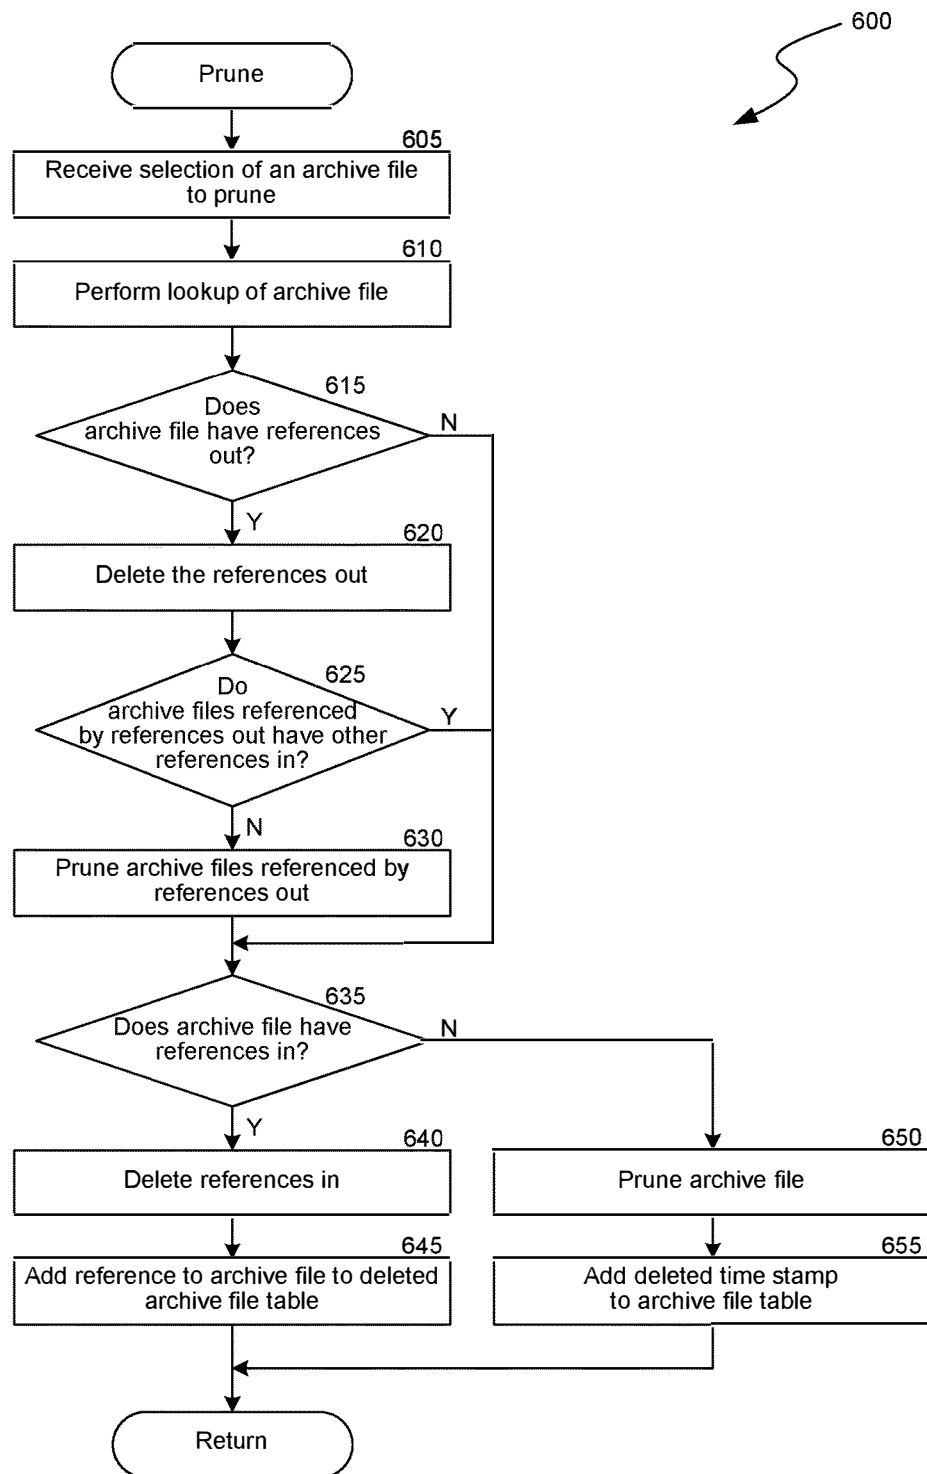 600
Prune
605
Receive selection of an archive file
to prune
610
Perform lookup of archive file
615
Does
archive file have references
out?
N
Y
620
Delete the references out
625
Do
archive files referenced
by references out have other
references in?
Y
N
630
Prune archive files referenced by
references out
635
Does archive file have
references in?
N
Y
640
Delete references in
650
Prune archive file
645
Add reference to archive file to deleted
archive file table
655
Add deleted time stamp
to archive file table
Return